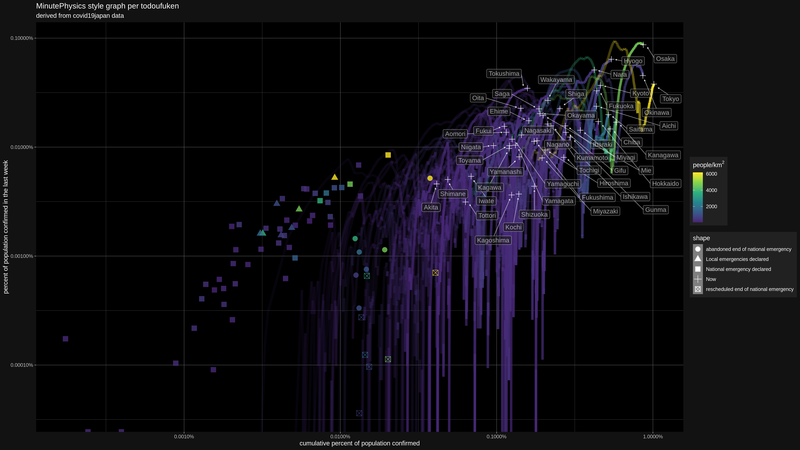 MinutePhysics style graph per todoufuken
derived from covid19japan data
percent of population confirmed in the last week
0.10000%
0.01000%
0.00100%
0.00010%
Osaka
Hyogo
Nara
Tokushima
Wakayama
Kyoto
Tokyo
Saga
Shiga
Oita
Fukuoka
Okinawa
Ehime
Okayama
Aichi
Saitama
Fukui
Nagasaki
Aomori
Chiba
Nagano
Ibaraki
Niigata
Kanagawa
Kumamoto
Miyagi
Toyama
Tochigi
Gifu
Mie
Yamanashi
Hokkaido
Yamaguchi
Hiroshima
Kagawa
Shimane
Fukushima
Ishikawa
Iwate
Yamagata
Akita
Tottori
Shizuoka
Miyazaki
Gunma
Kochi
Kagoshima
0.0010%
0.0100%
0.1000%
1.0000%
cumulative percent of population confirmed
people/km²
6000
4000
2000
shape
abandoned end of national emergency
Local emergencies declared
National emergency declared
Now
rescheduled end of national emergency